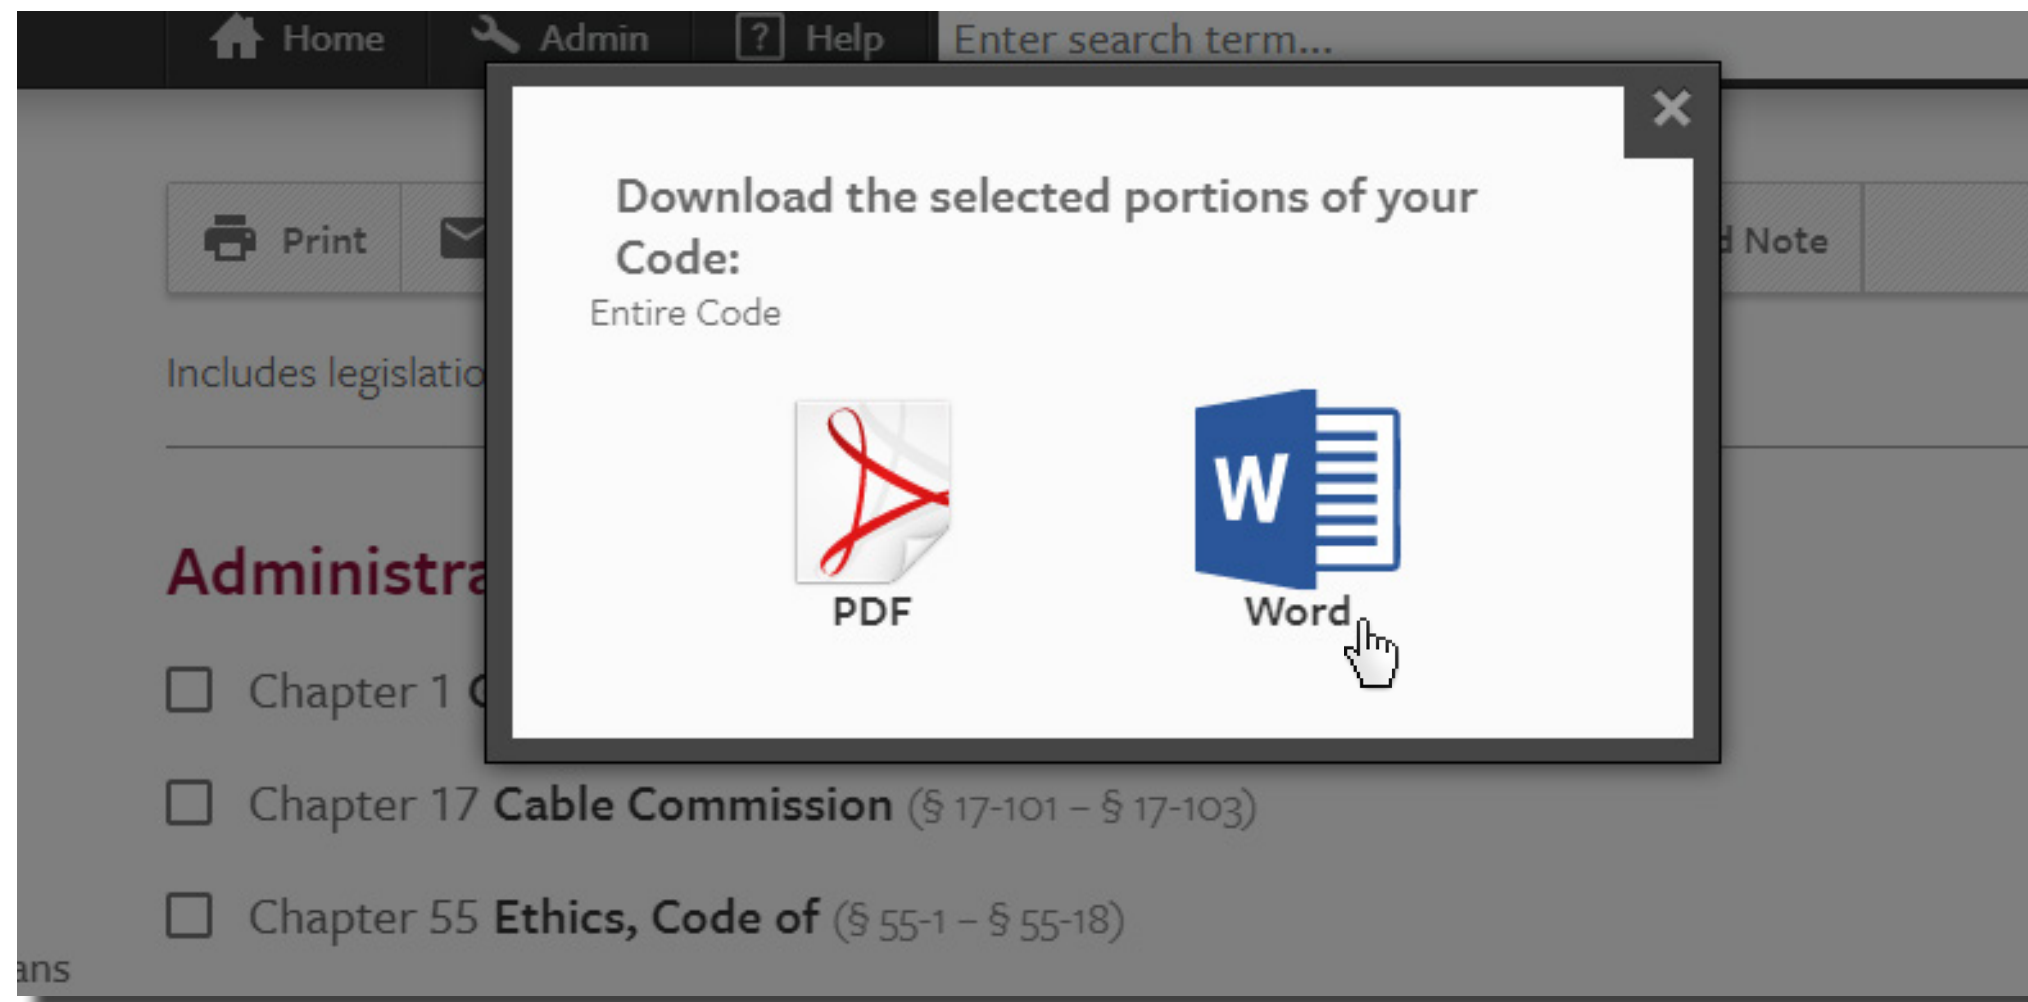 Home Admin ? Help Enter search term...
Download the selected portions of your
Code:
Entire Code
Print
d Note
Includes legislatio
W
PDF Word
Administra
Chapter 1
Chapter 17 Cable Commission (§ 17-101 – § 17-103)
Chapter 55 Ethics, Code of (§ 55-1 – § 55-18)
ans